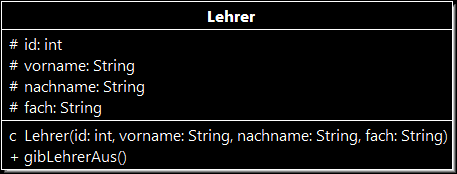 Lehrer
# id: int
# vorname: String
# nachname: String
# fach: String
c Lehrer(id: int, vorname: String, nachname: String, fach: String)
+ gibLehrerAus()